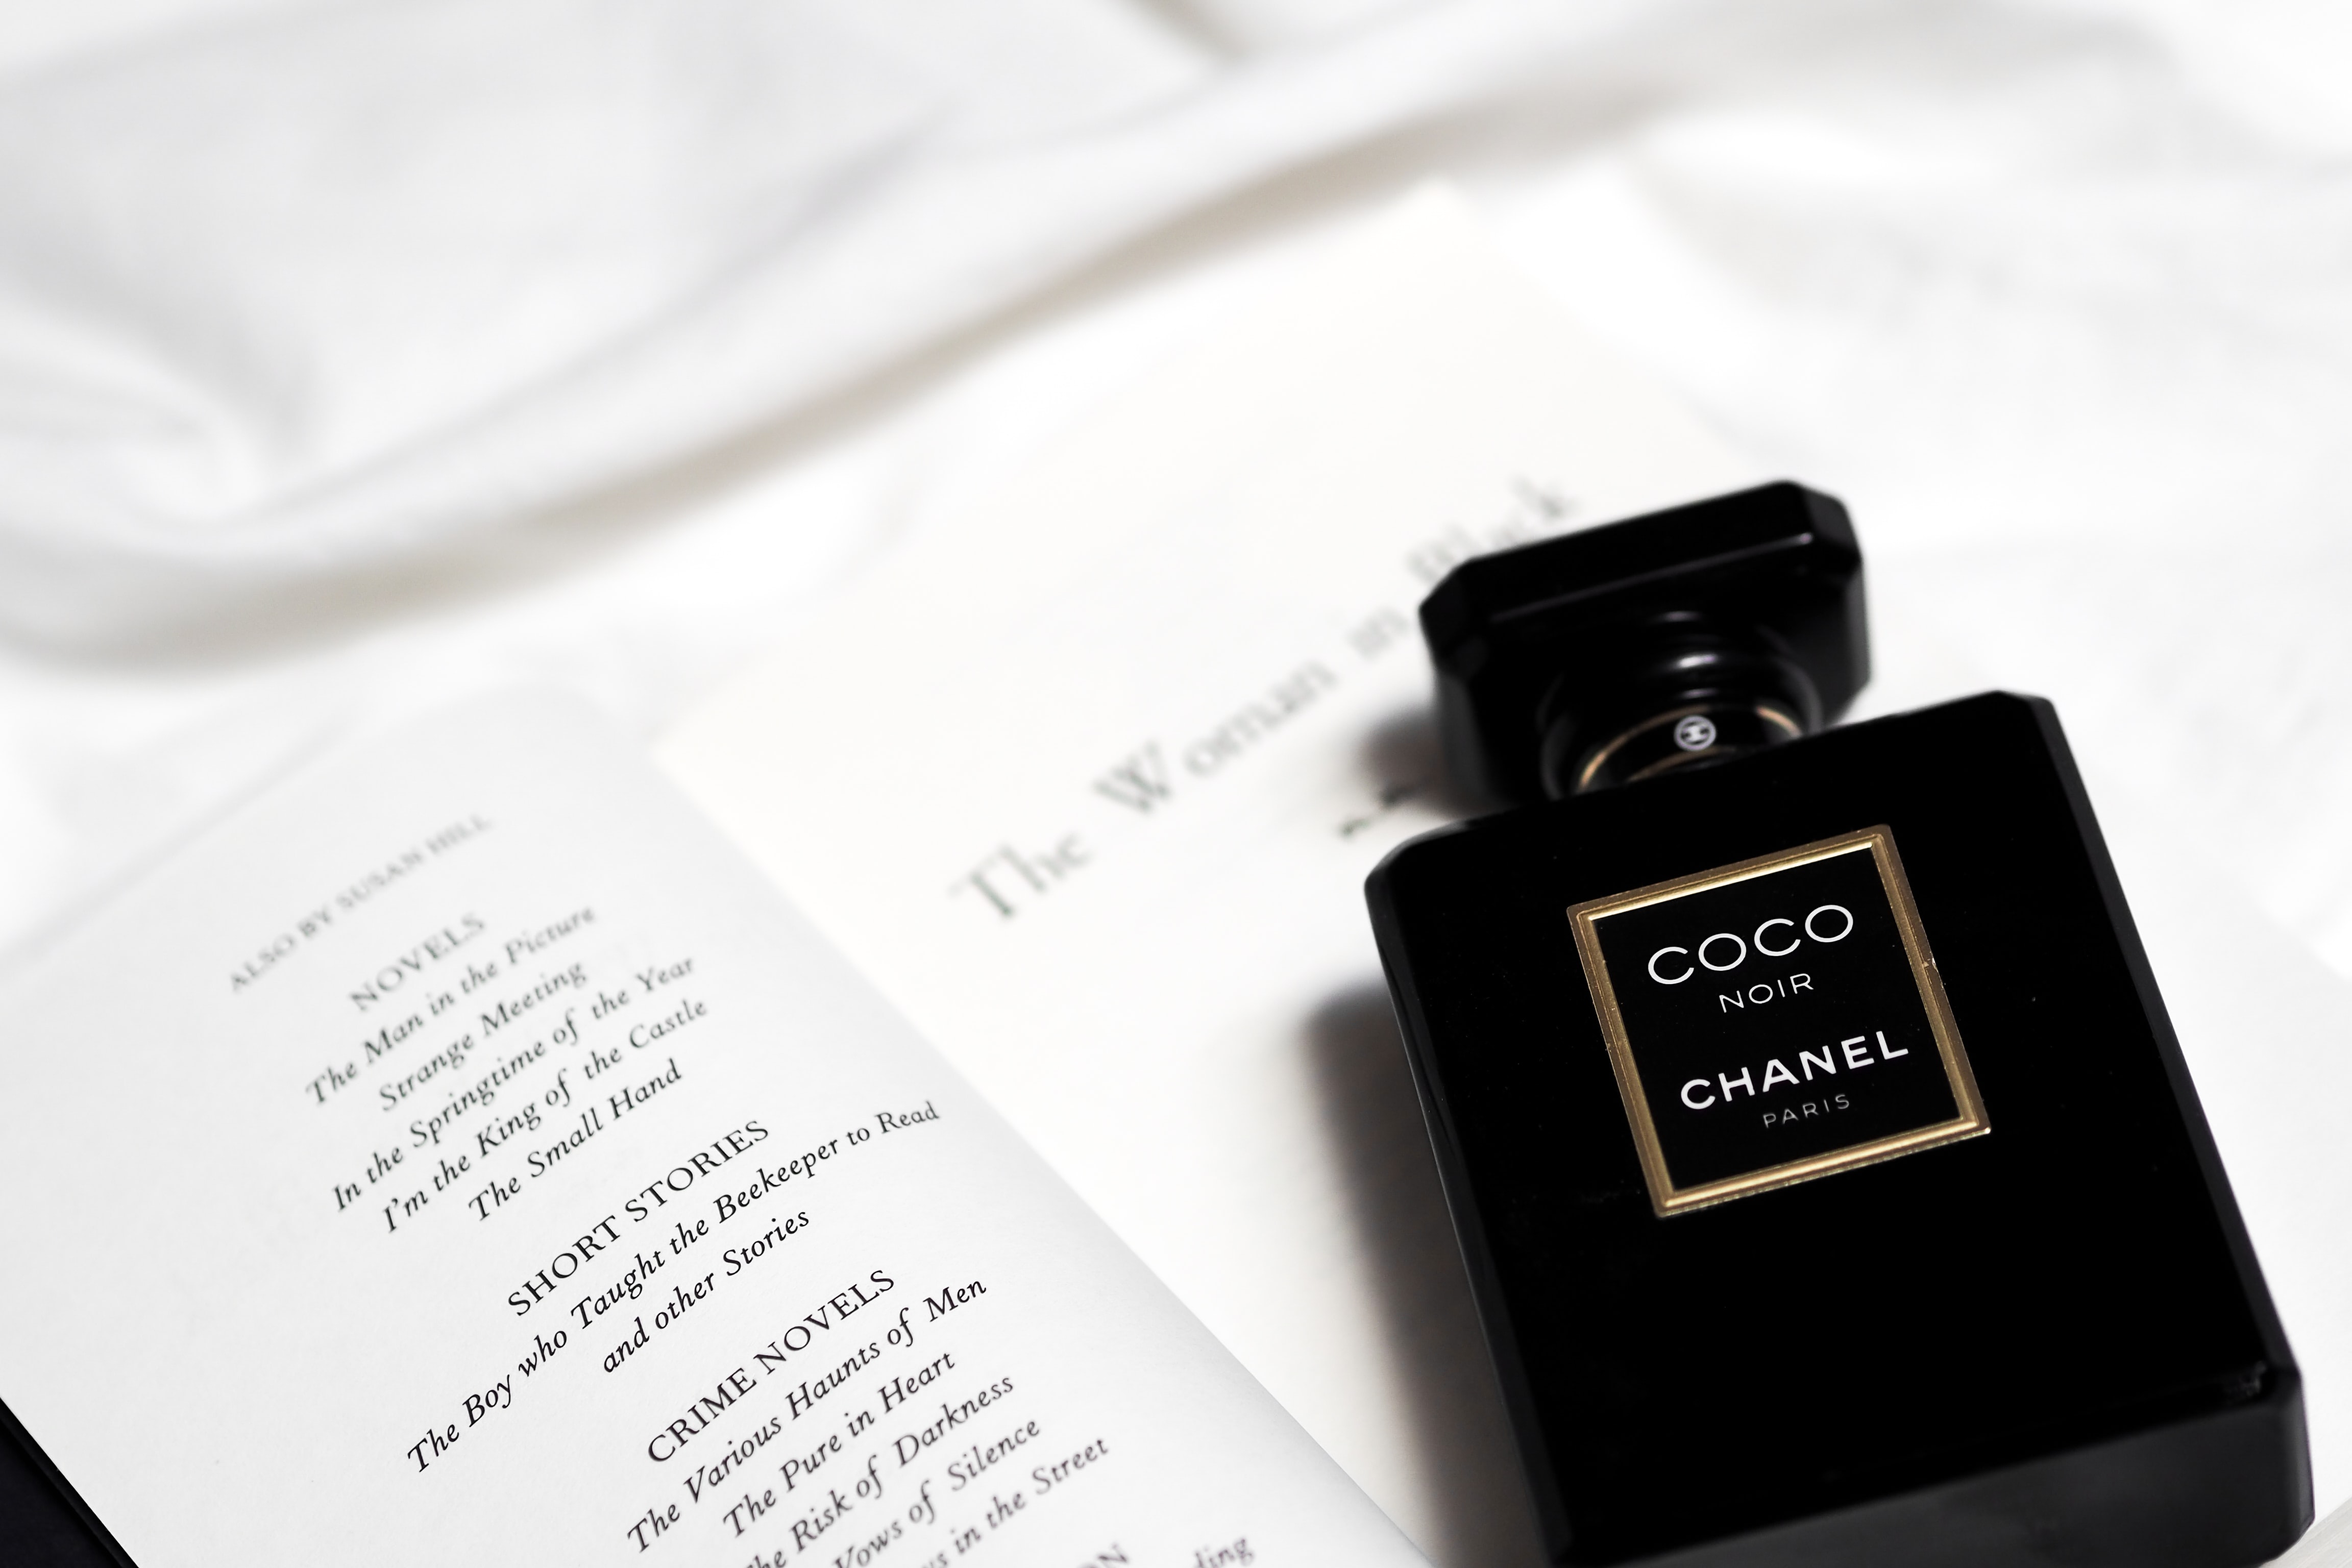 ALSO BY SUSAN HILL
NOVELS
The Man in the Picture
Strange Meeting
In the Springtime of the Year
I'm the King of the Castle
The Small Hand
SHORT STORIES
The Boy who Taught the Beekeeper to Read
and other Stories
CRIME NOVELS
The Various Haunts of Men
The Pure in Heart
Risk of Darkness
Vows of Silence
in the Street
The Woman in Black
COCO
NOIR
CHANEL
PARIS